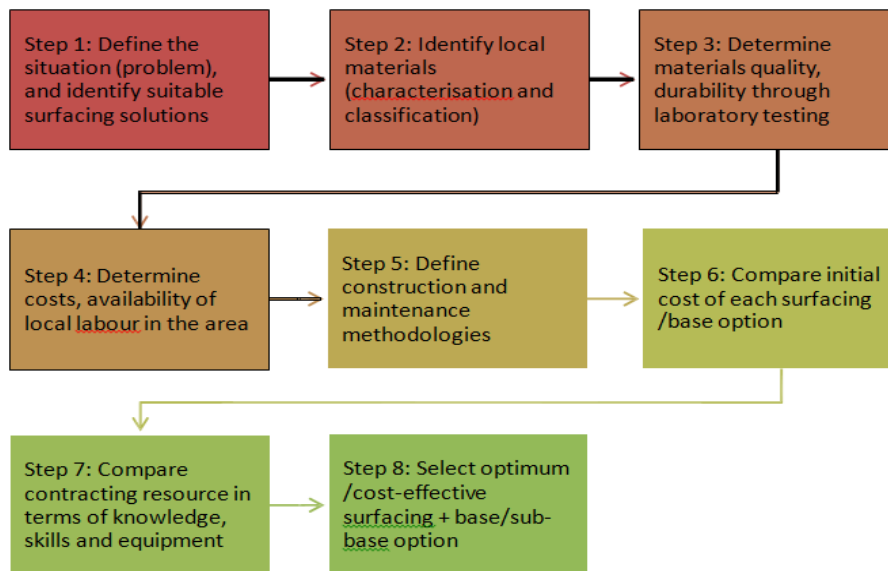 Step 1: Define the
situation (problem),
and identify suitable
surfacing solutions
Step 2: Identify local
materials
(characterisation and
classification)
Step 3: Determine
materials quality,
durability through
laboratory testing
Step 4: Determine
costs, availability of
local labour in the area
Step 5: Define
construction and
maintenance
methodologies
Step 6: Compare initial
cost of each surfacing
/base option
Step 7: Compare
contracting resource in
terms of knowledge,
skills and equipment
Step 8: Select optimum
/cost-effective
surfacing + base/sub-
base option